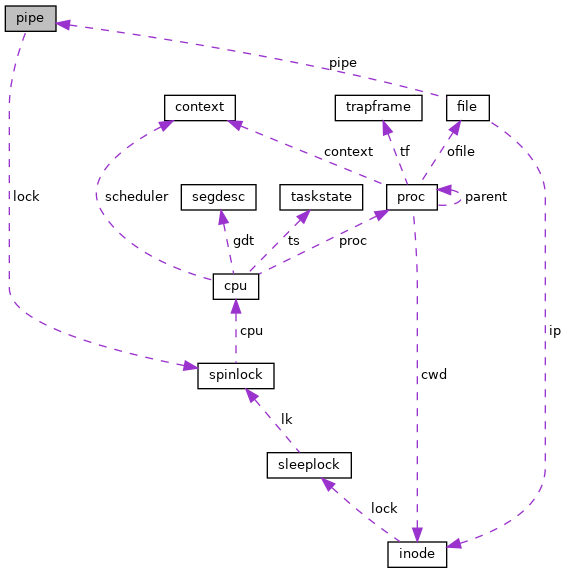 pipe
pipe
context
trapframe
file
context
tf
ofile
lock
scheduler
segdesc
taskstate
proc
parent
gdt
ts
proc
cpu
cpu
ip
spinlock
cwd
lk
sleeplock
lock
inode